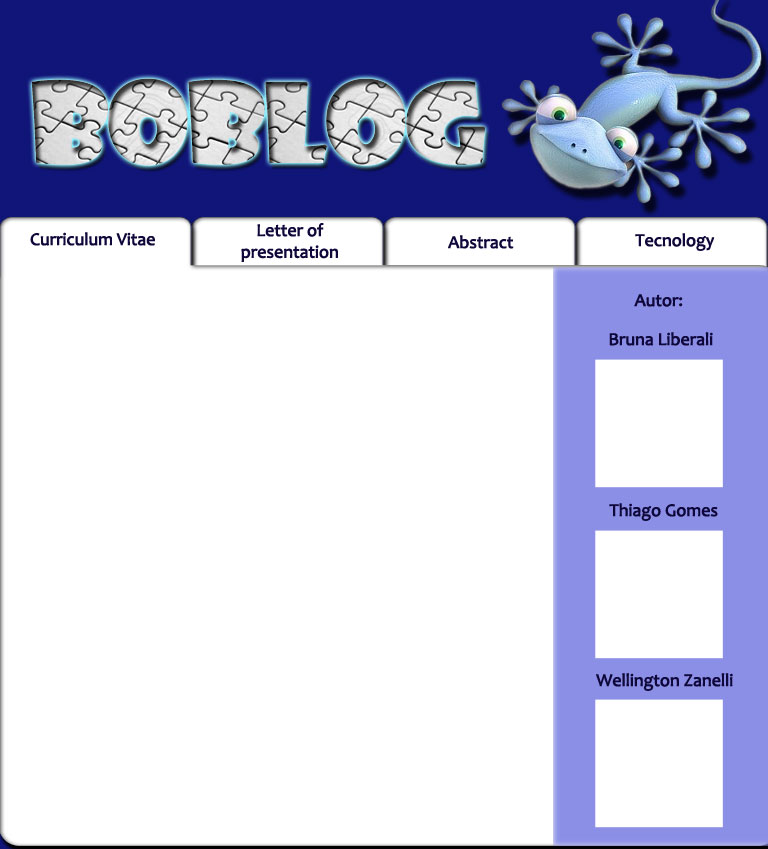 BOBLOG
Curriculum Vitae
Letter of
presentation
Abstract
Tecnology
Autor:
Bruna Liberali
Thiago Gomes
Wellington Zanelli